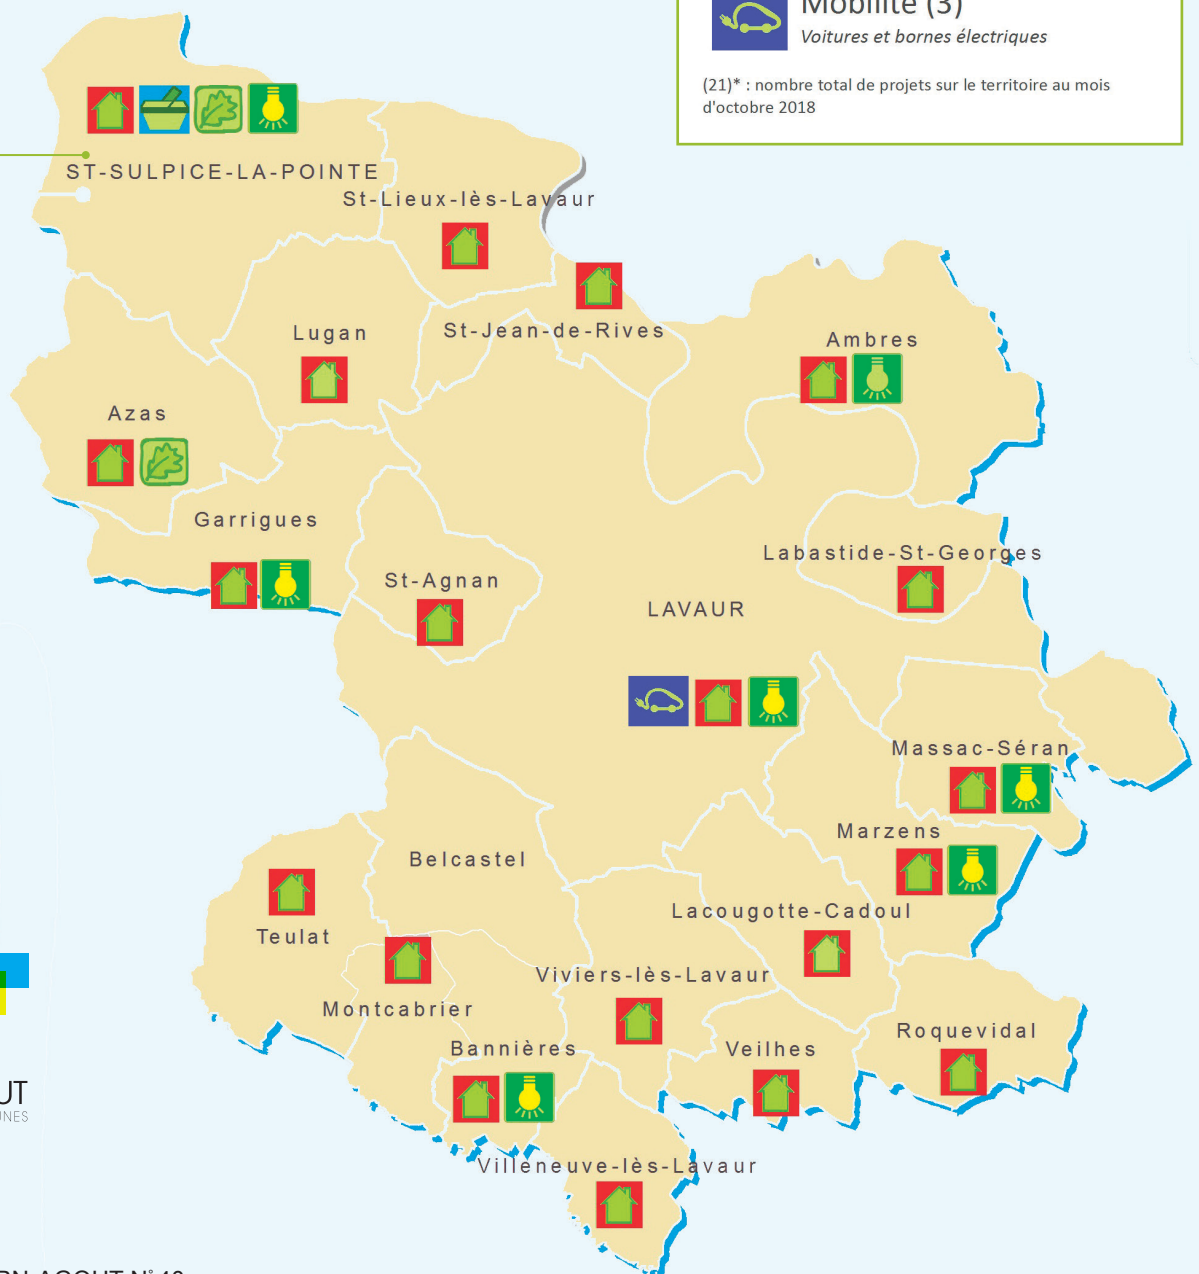 Mobilité (3)
Voitures et bornes électriques
(21)* : nombre total de projets sur le territoire au mois
d'octobre 2018
ST-SULPICE-LA-POINTE
St-Lieux-lès-Lavaur
Lugan
St-Jean-de-Rives
Ambres
Azas
Garrigues
St-Agnan
Labastide-St-Georges
LAVAUR
Massac-Séran
Marzens
Belcastel
Lacougotte-Cadoul
Teulat
Viviers-lès-Lavaur
Montcabrier
Roquevidal
Bannières
Veilhes
Villeneuve-lès-Lavaur